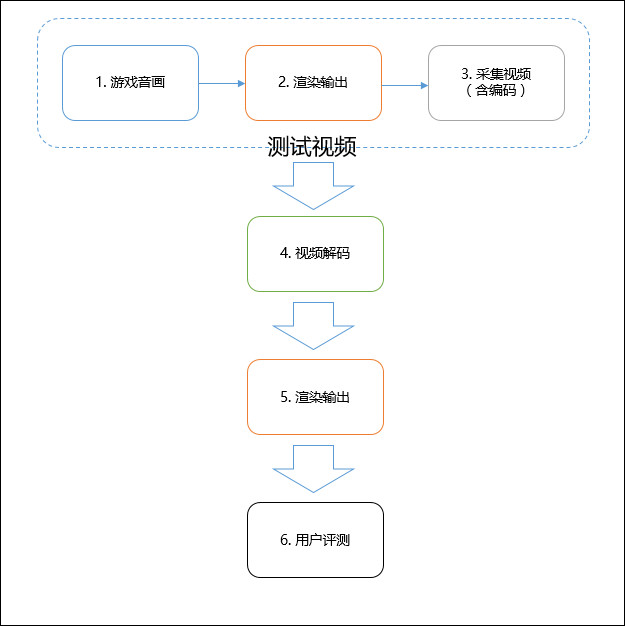 1. 游戏音画
2. 渲染输出
3. 采集视频
（含编码）
测试视频
4. 视频解码
5. 渲染输出
6. 用户评测